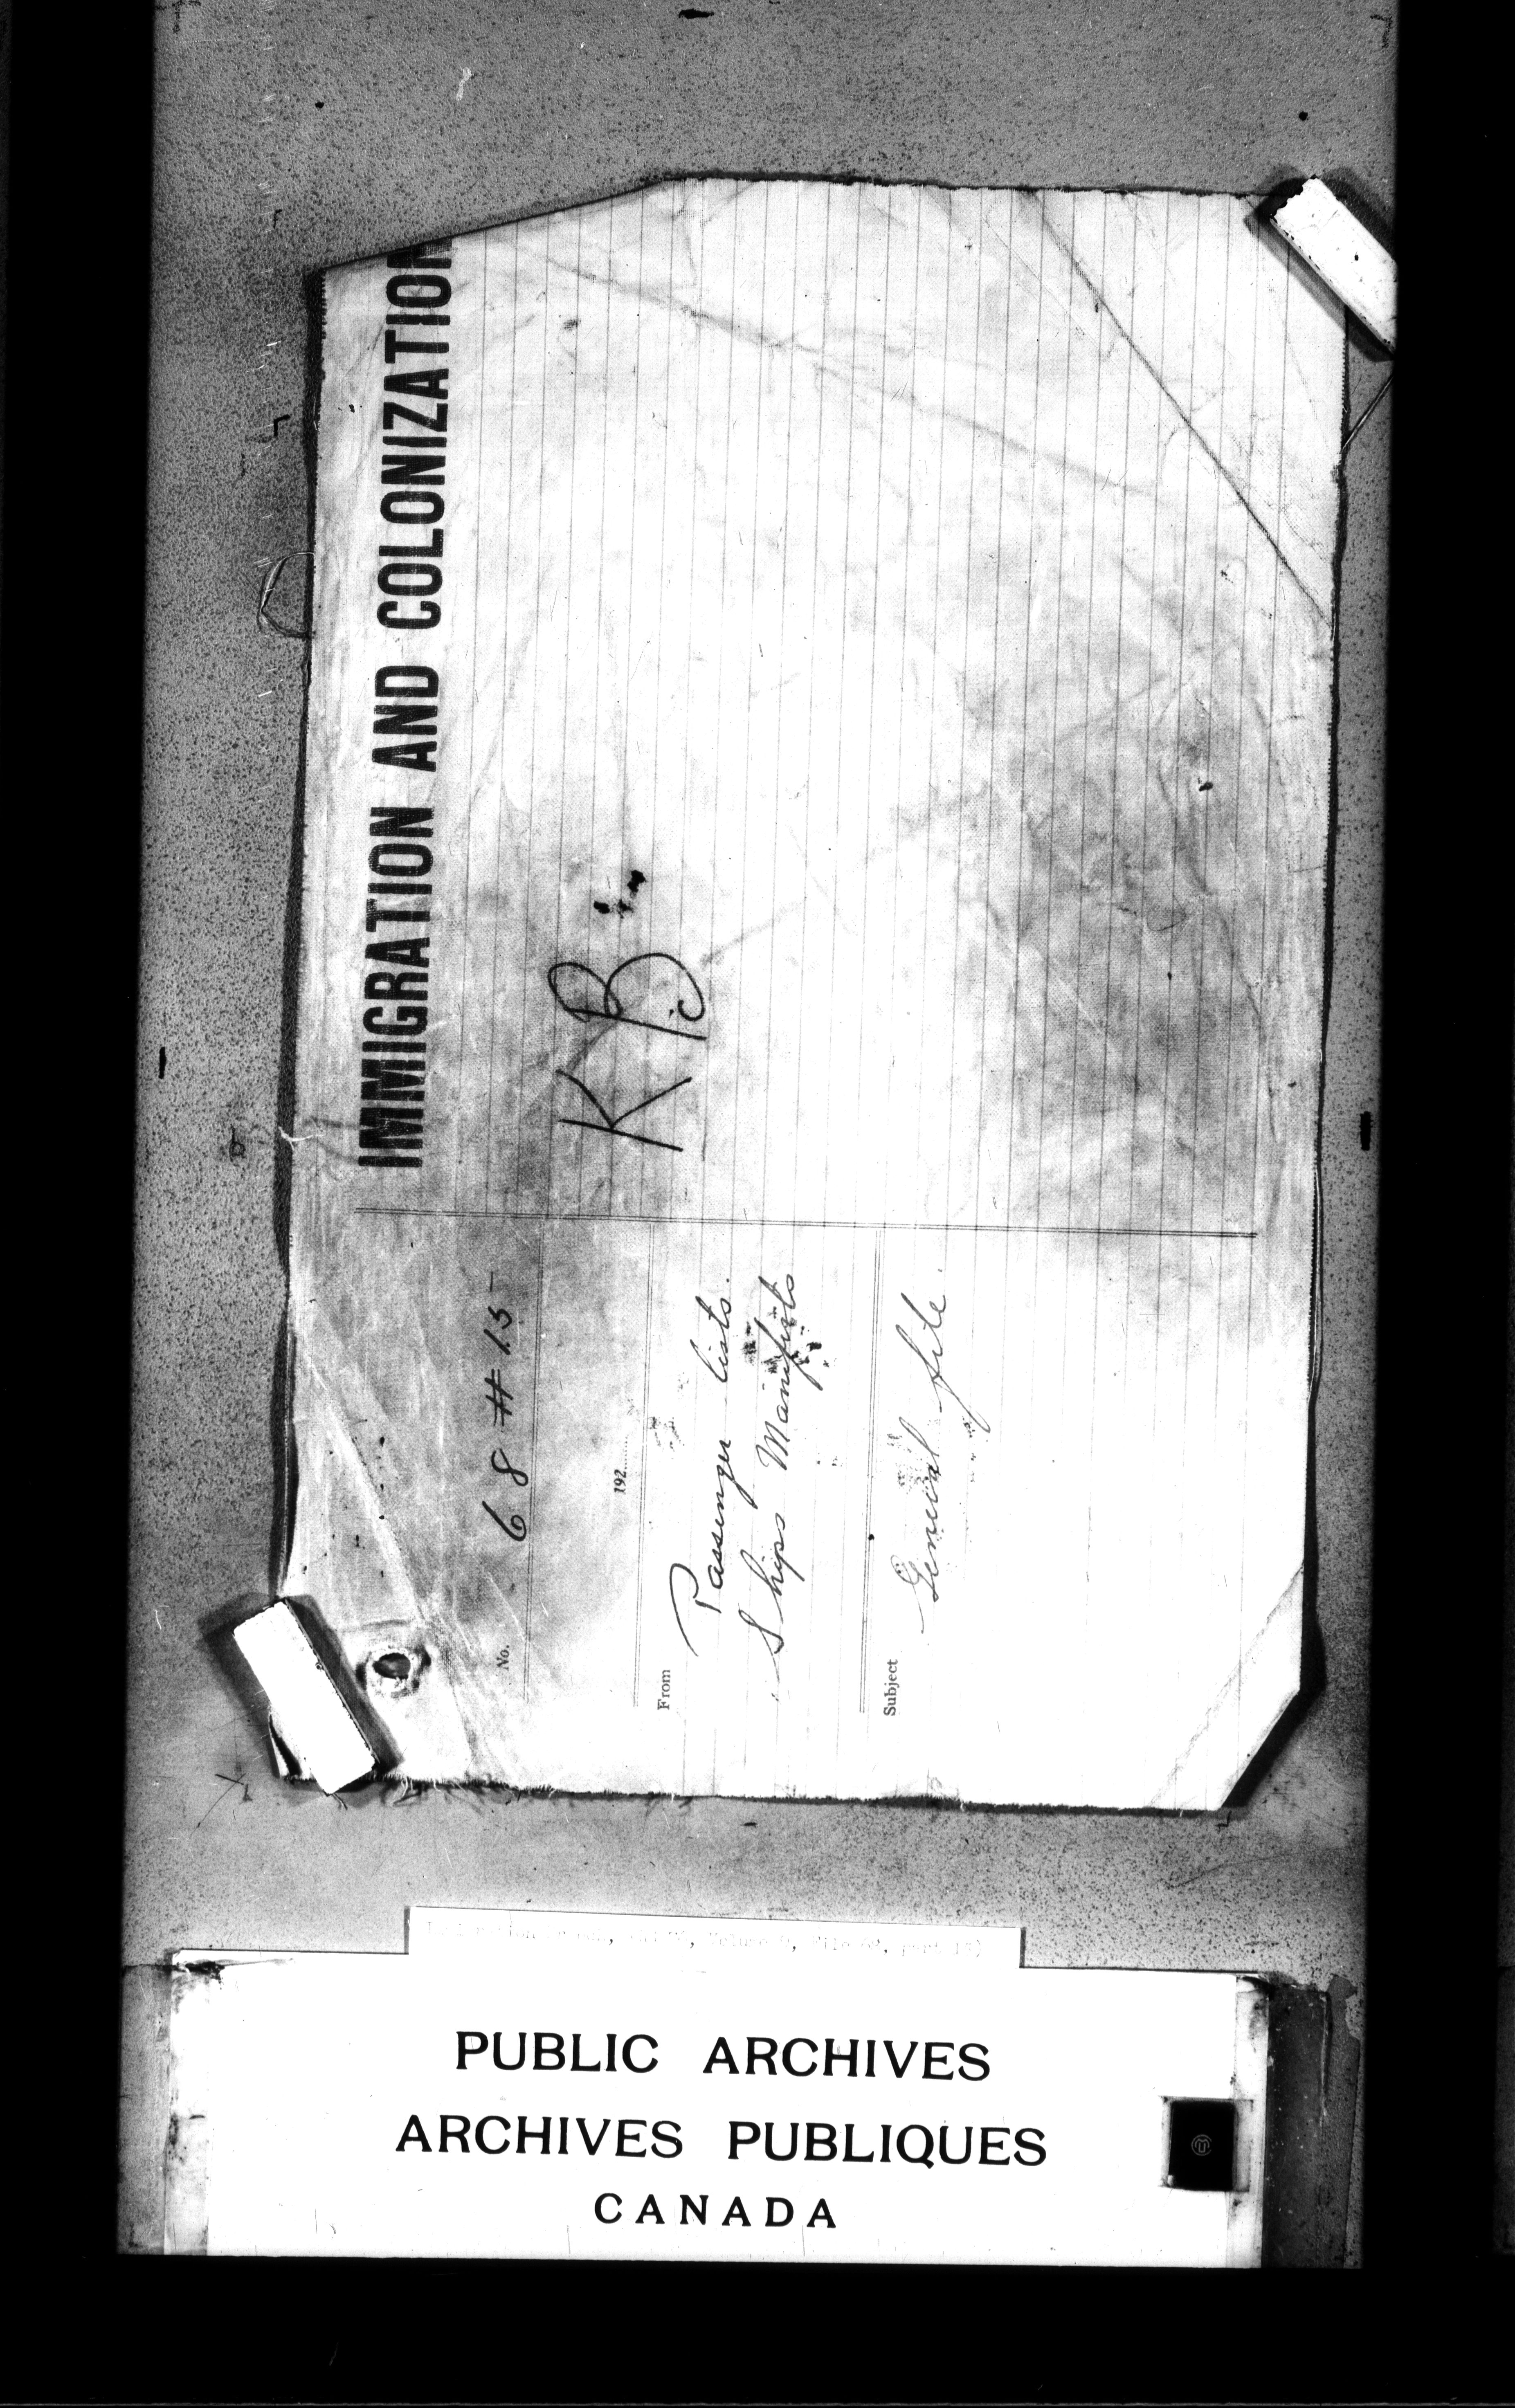 IMMIGRATION AND COLONIZATION
No. 68 #15
192
From Passenger lists.
Ships Manifests
Subject General file.
K B
PUBLIC ARCHIVES
ARCHIVES PUBLIQUES
CANADA